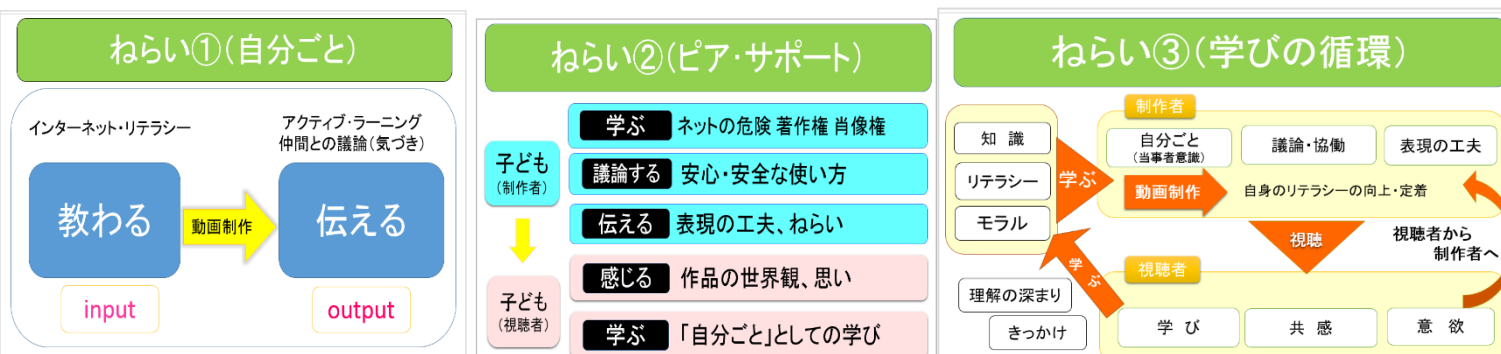 ねらい①(自分ごと)
インターネット・リテラシー
アクティブ・ラーニング
仲間との議論(気づき)
教わる
動画制作
伝える
input
output
ねらい②(ピア・サポート)
子ども
(制作者)
学ぶ ネットの危険 著作権 肖像権
議論する 安心・安全な使い方
伝える 表現の工夫、ねらい
子ども
(視聴者)
感じる 作品の世界観、思い
学ぶ 「自分ごと」としての学び
ねらい③(学びの循環)
知 識
リテラシー
モラル
学ぶ
制作者
自分ごと
(当事者意識)
議論・協働
表現の工夫
動画制作
自身のリテラシーの向上・定着
視聴
視聴者から
制作者へ
学ぶ
視聴者
理解の深まり
きっかけ
学 び
共 感
意 欲